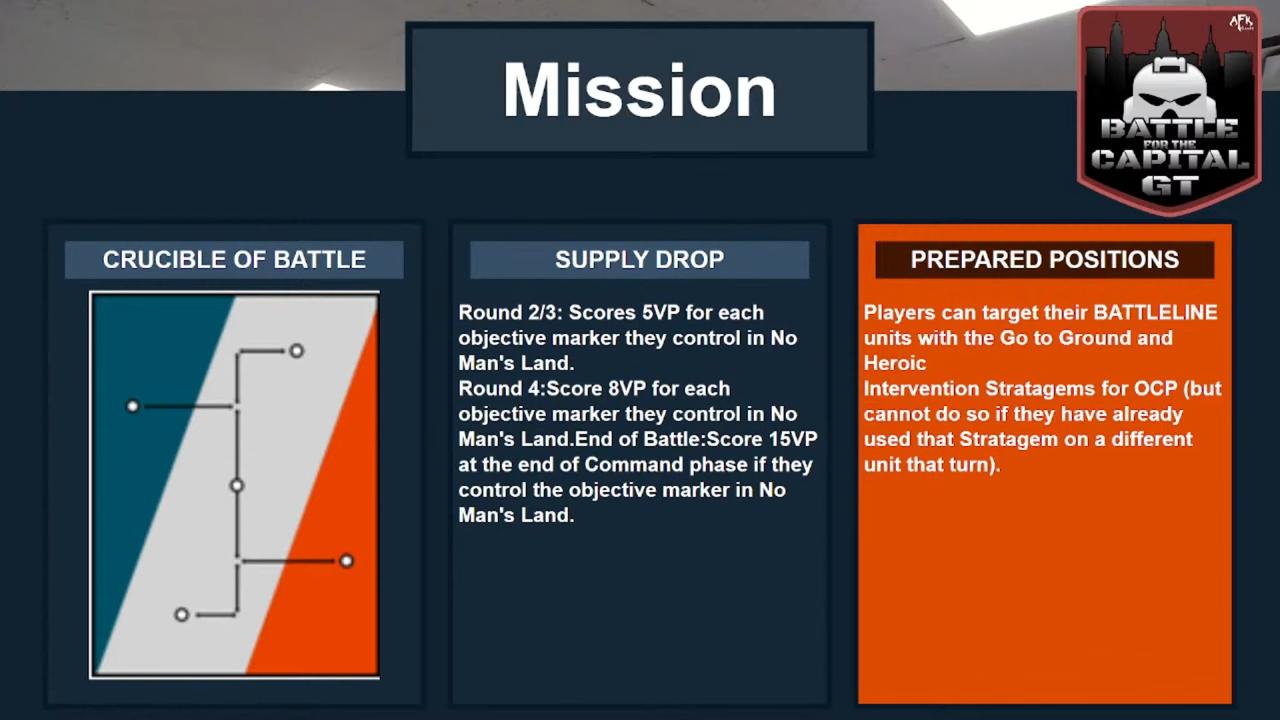 Mission
AFK
BATTLE
FOR THE
CAPITAL
GT
CRUCIBLE OF BATTLE
SUPPLY DROP
Round 2/3: Scores 5VP for each
objective marker they control in No
Man's Land.
Round 4:Score 8VP for each
objective marker they control in No
Man's Land.End of Battle:Score 15VP
at the end of Command phase if they
control the objective marker in No
Man's Land.
PREPARED POSITIONS
Players can target their BATTLELINE
units with the Go to Ground and
Heroic
Intervention Stratagems for OCP (but
cannot do so if they have already
used that Stratagem on a different
unit that turn).